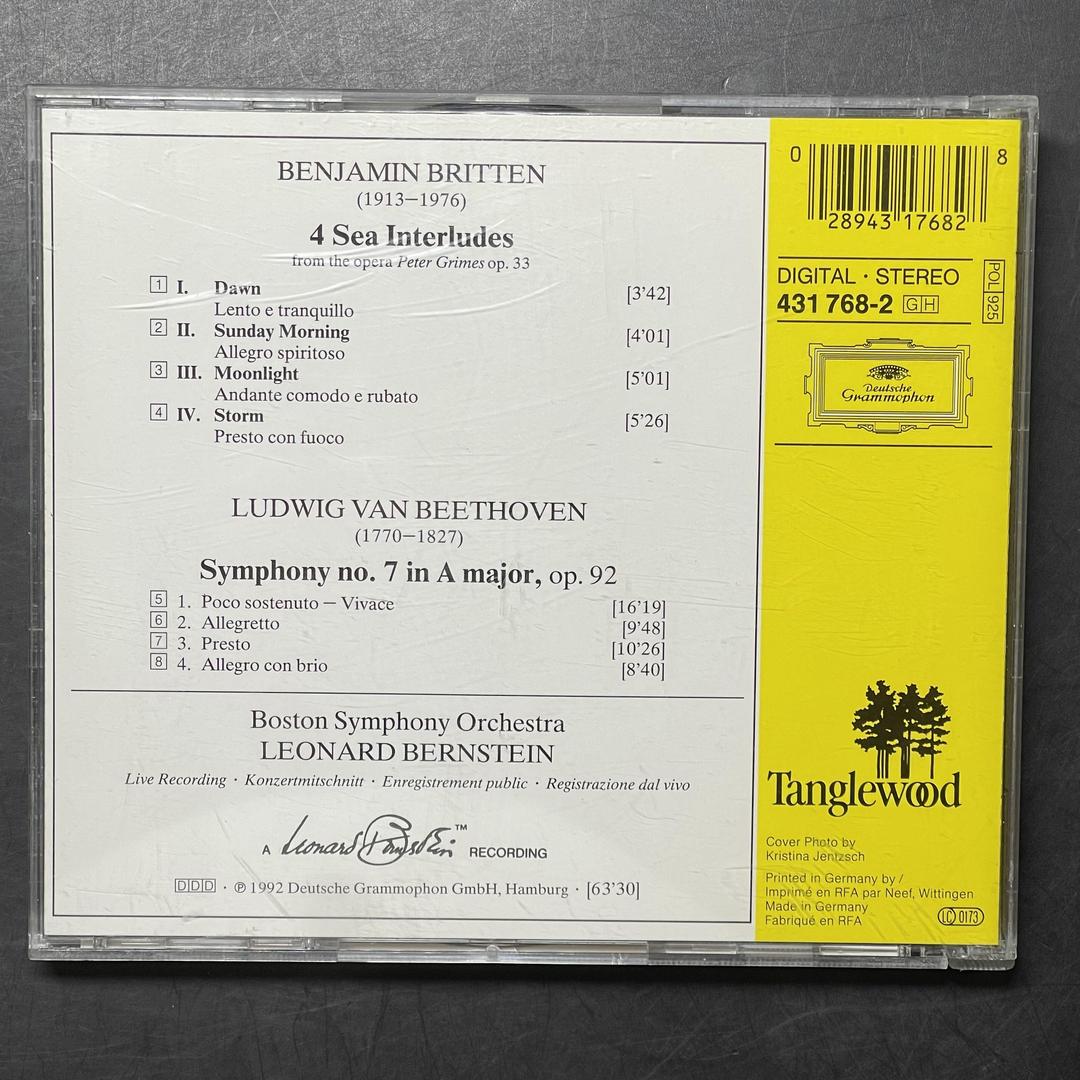 BENJAMIN BRITTEN
(1913–1976)
4 Sea Interludes
from the opera Peter Grimes op. 33
1 I. Dawn [3'42]
Lento e tranquillo
2 II. Sunday Morning [4'01]
Allegro spiritoso
3 III. Moonlight [5'01]
Andante comodo e rubato
4 IV. Storm [5'26]
Presto con fuoco
LUDWIG VAN BEETHOVEN
(1770–1827)
Symphony no. 7 in A major, op. 92
5 1. Poco sostenuto – Vivace [16'19]
6 2. Allegretto [9'48]
7 3. Presto [10'26]
8 4. Allegro con brio [8'40]
Boston Symphony Orchestra
LEONARD BERNSTEIN
Live Recording · Konzertmitschnitt · Enregistrement public · Registrazione dal vivo
A Leonard Bernstein ™ RECORDING
DDD · ℗ 1992 Deutsche Grammophon GmbH, Hamburg · [63'30]
0 28943 17682 8
DIGITAL · STEREO
431 768-2 GH
POL 925
Deutsche
Grammophon
Tanglewood
Cover Photo by
Kristina Jentzsch
Printed in Germany by /
Imprimé en RFA par Neef, Wittingen
Made in Germany
Fabriqué en RFA
LC 0173